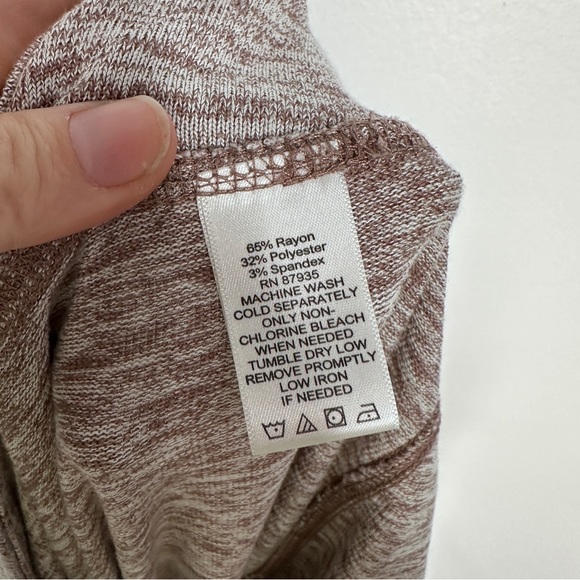 65% Rayon
32% Polyester
3% Spandex
RN 87935
MACHINE WASH
COLD SEPARATELY
ONLY NON-
CHLORINE BLEACH
WHEN NEEDED
TUMBLE DRY LOW
REMOVE PROMPTLY
LOW IRON
IF NEEDED